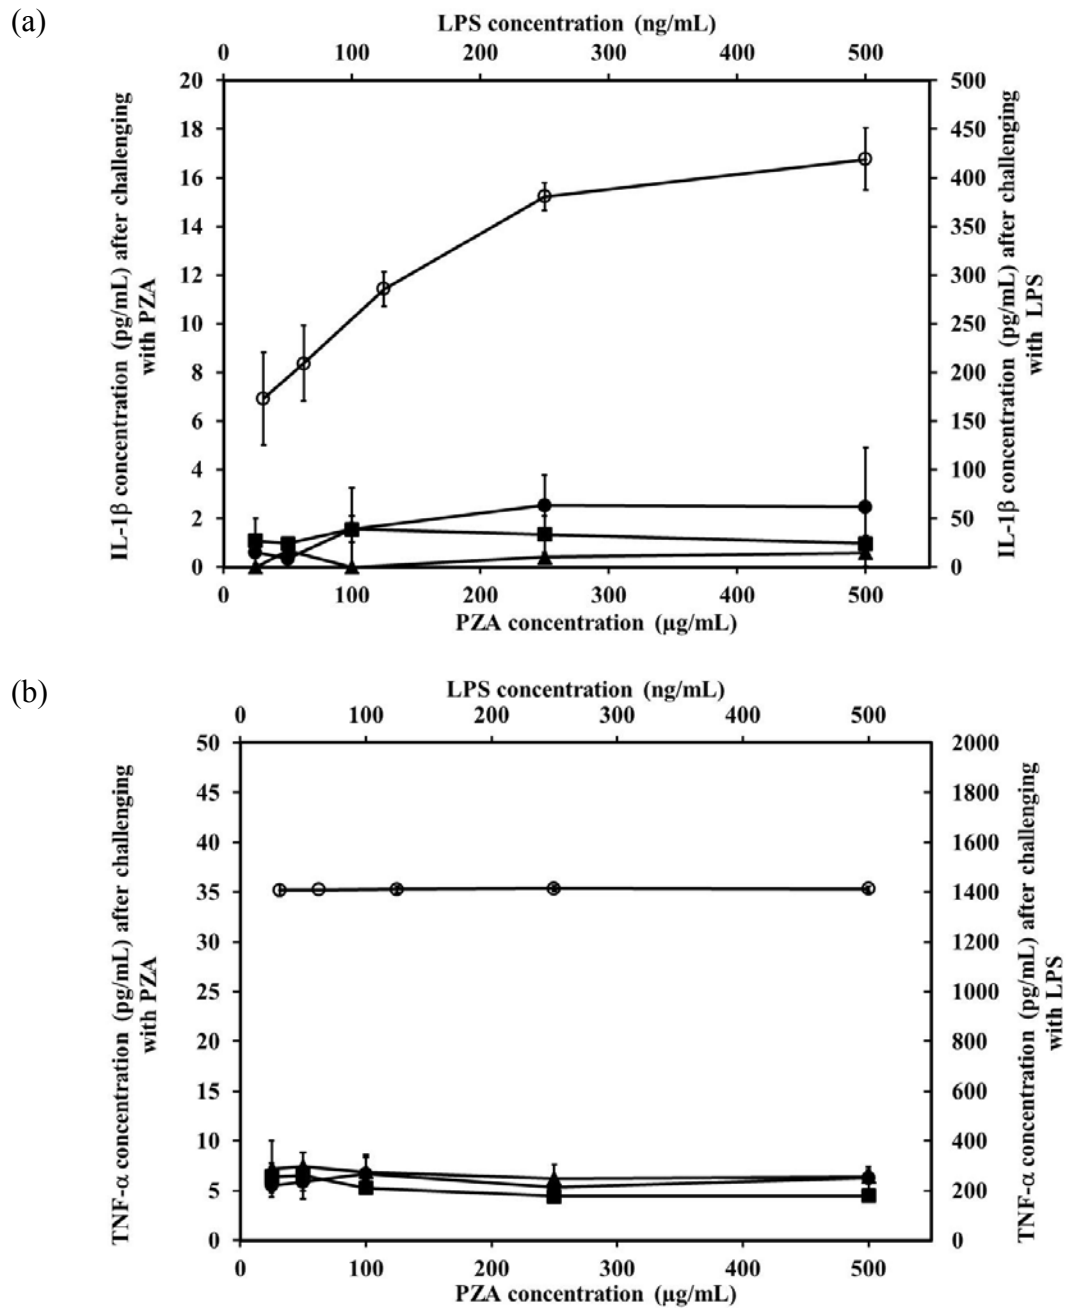 (a)
LPS concentration (ng/mL)
0 100 200 300 400 500
IL-1β concentration (pg/mL) after challenging
with PZA
20
18
16
14
12
10
8
6
4
2
0
500
450
400
350
300
250
200
150
100
50
0
IL-1β concentration (pg/mL) after challenging
with LPS
0 100 200 300 400 500
PZA concentration (µg/mL)
(b)
LPS concentration (ng/mL)
0 100 200 300 400 500
TNF-α concentration (pg/mL) after challenging
with PZA
50
45
40
35
30
25
20
15
10
5
0
2000
1800
1600
1400
1200
1000
800
600
400
200
0
TNF-α concentration (pg/mL) after challenging
with LPS
0 100 200 300 400 500
PZA concentration (µg/mL)